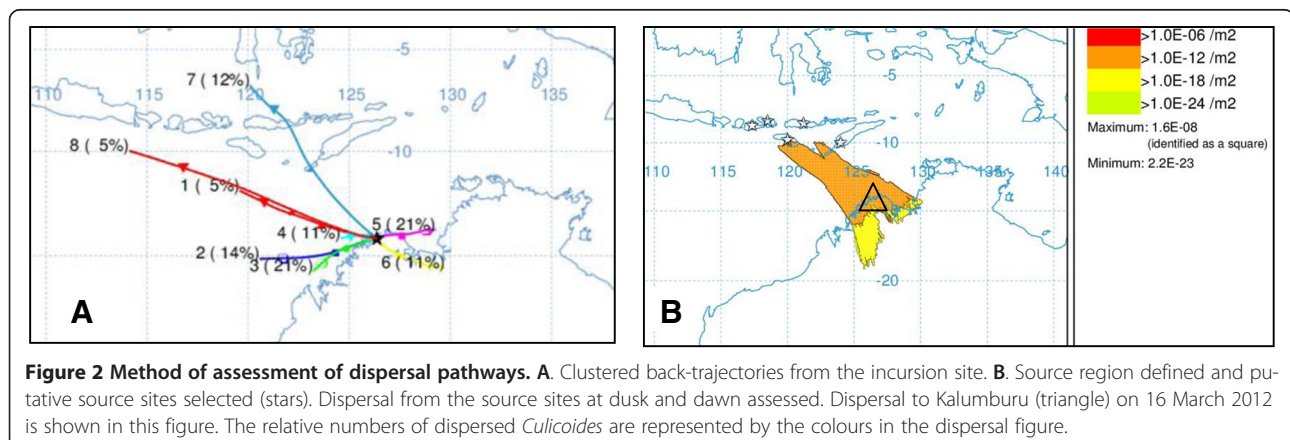 -5
7 ( 12%)
110 115 120 125 130 135
8 ( 5%)
-10
1 ( 5%)
4 ( 11%) 5 ( 21%)
2 ( 14%)
3 ( 21%) 6 ( 11%)
A
-5
-10
110 115 120 125 130 135 140
-20
B
>1.0E-06 /m2
>1.0E-12 /m2
>1.0E-18 /m2
>1.0E-24 /m2
Maximum: 1.6E-08
(identified as a square)
Minimum: 2.2E-23
Figure 2 Method of assessment of dispersal pathways. A. Clustered back-trajectories from the incursion site. B. Source region defined and pu-
tative source sites selected (stars). Dispersal from the source sites at dusk and dawn assessed. Dispersal to Kalumburu (triangle) on 16 March 2012
is shown in this figure. The relative numbers of dispersed Culicoides are represented by the colours in the dispersal figure.